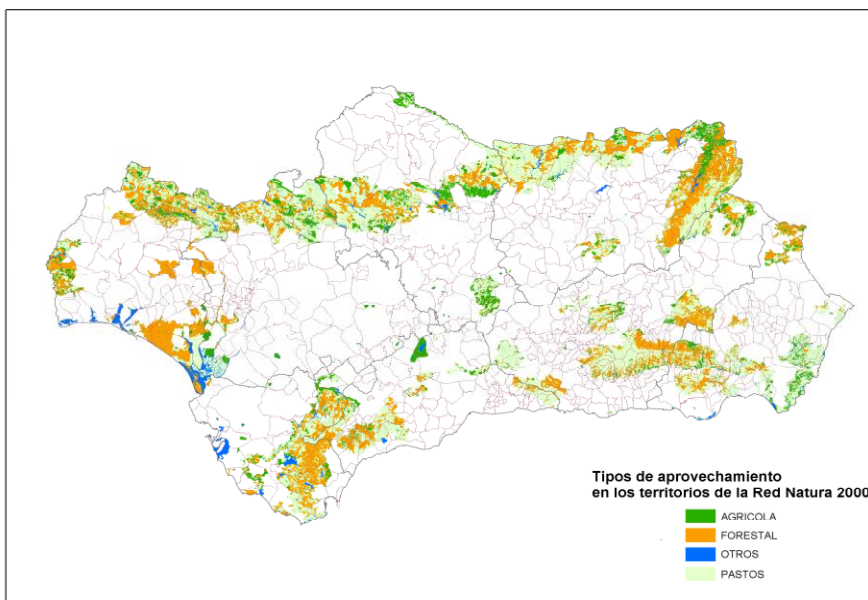 Tipos de aprovechamiento
en los territorios de la Red Natura 2000
AGRICOLA
FORESTAL
OTROS
PASTOS